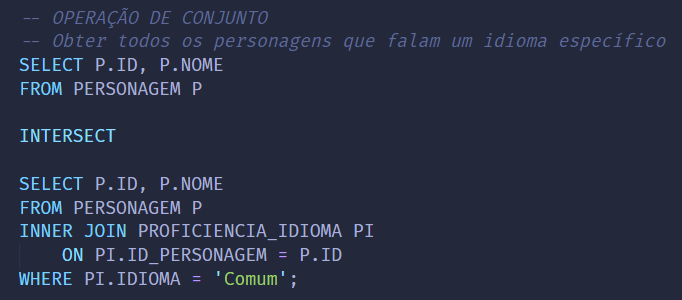 -- OPERAÇÃO DE CONJUNTO
-- Obter todos os personagens que falam um idioma específico
SELECT P.ID, P.NOME
FROM PERSONAGEM P
INTERSECT
SELECT P.ID, P.NOME
FROM PERSONAGEM P
INNER JOIN PROFICIENCIA_IDIOMA PI
ON PI.ID_PERSONAGEM = P.ID
WHERE PI.IDIOMA = 'Comum';